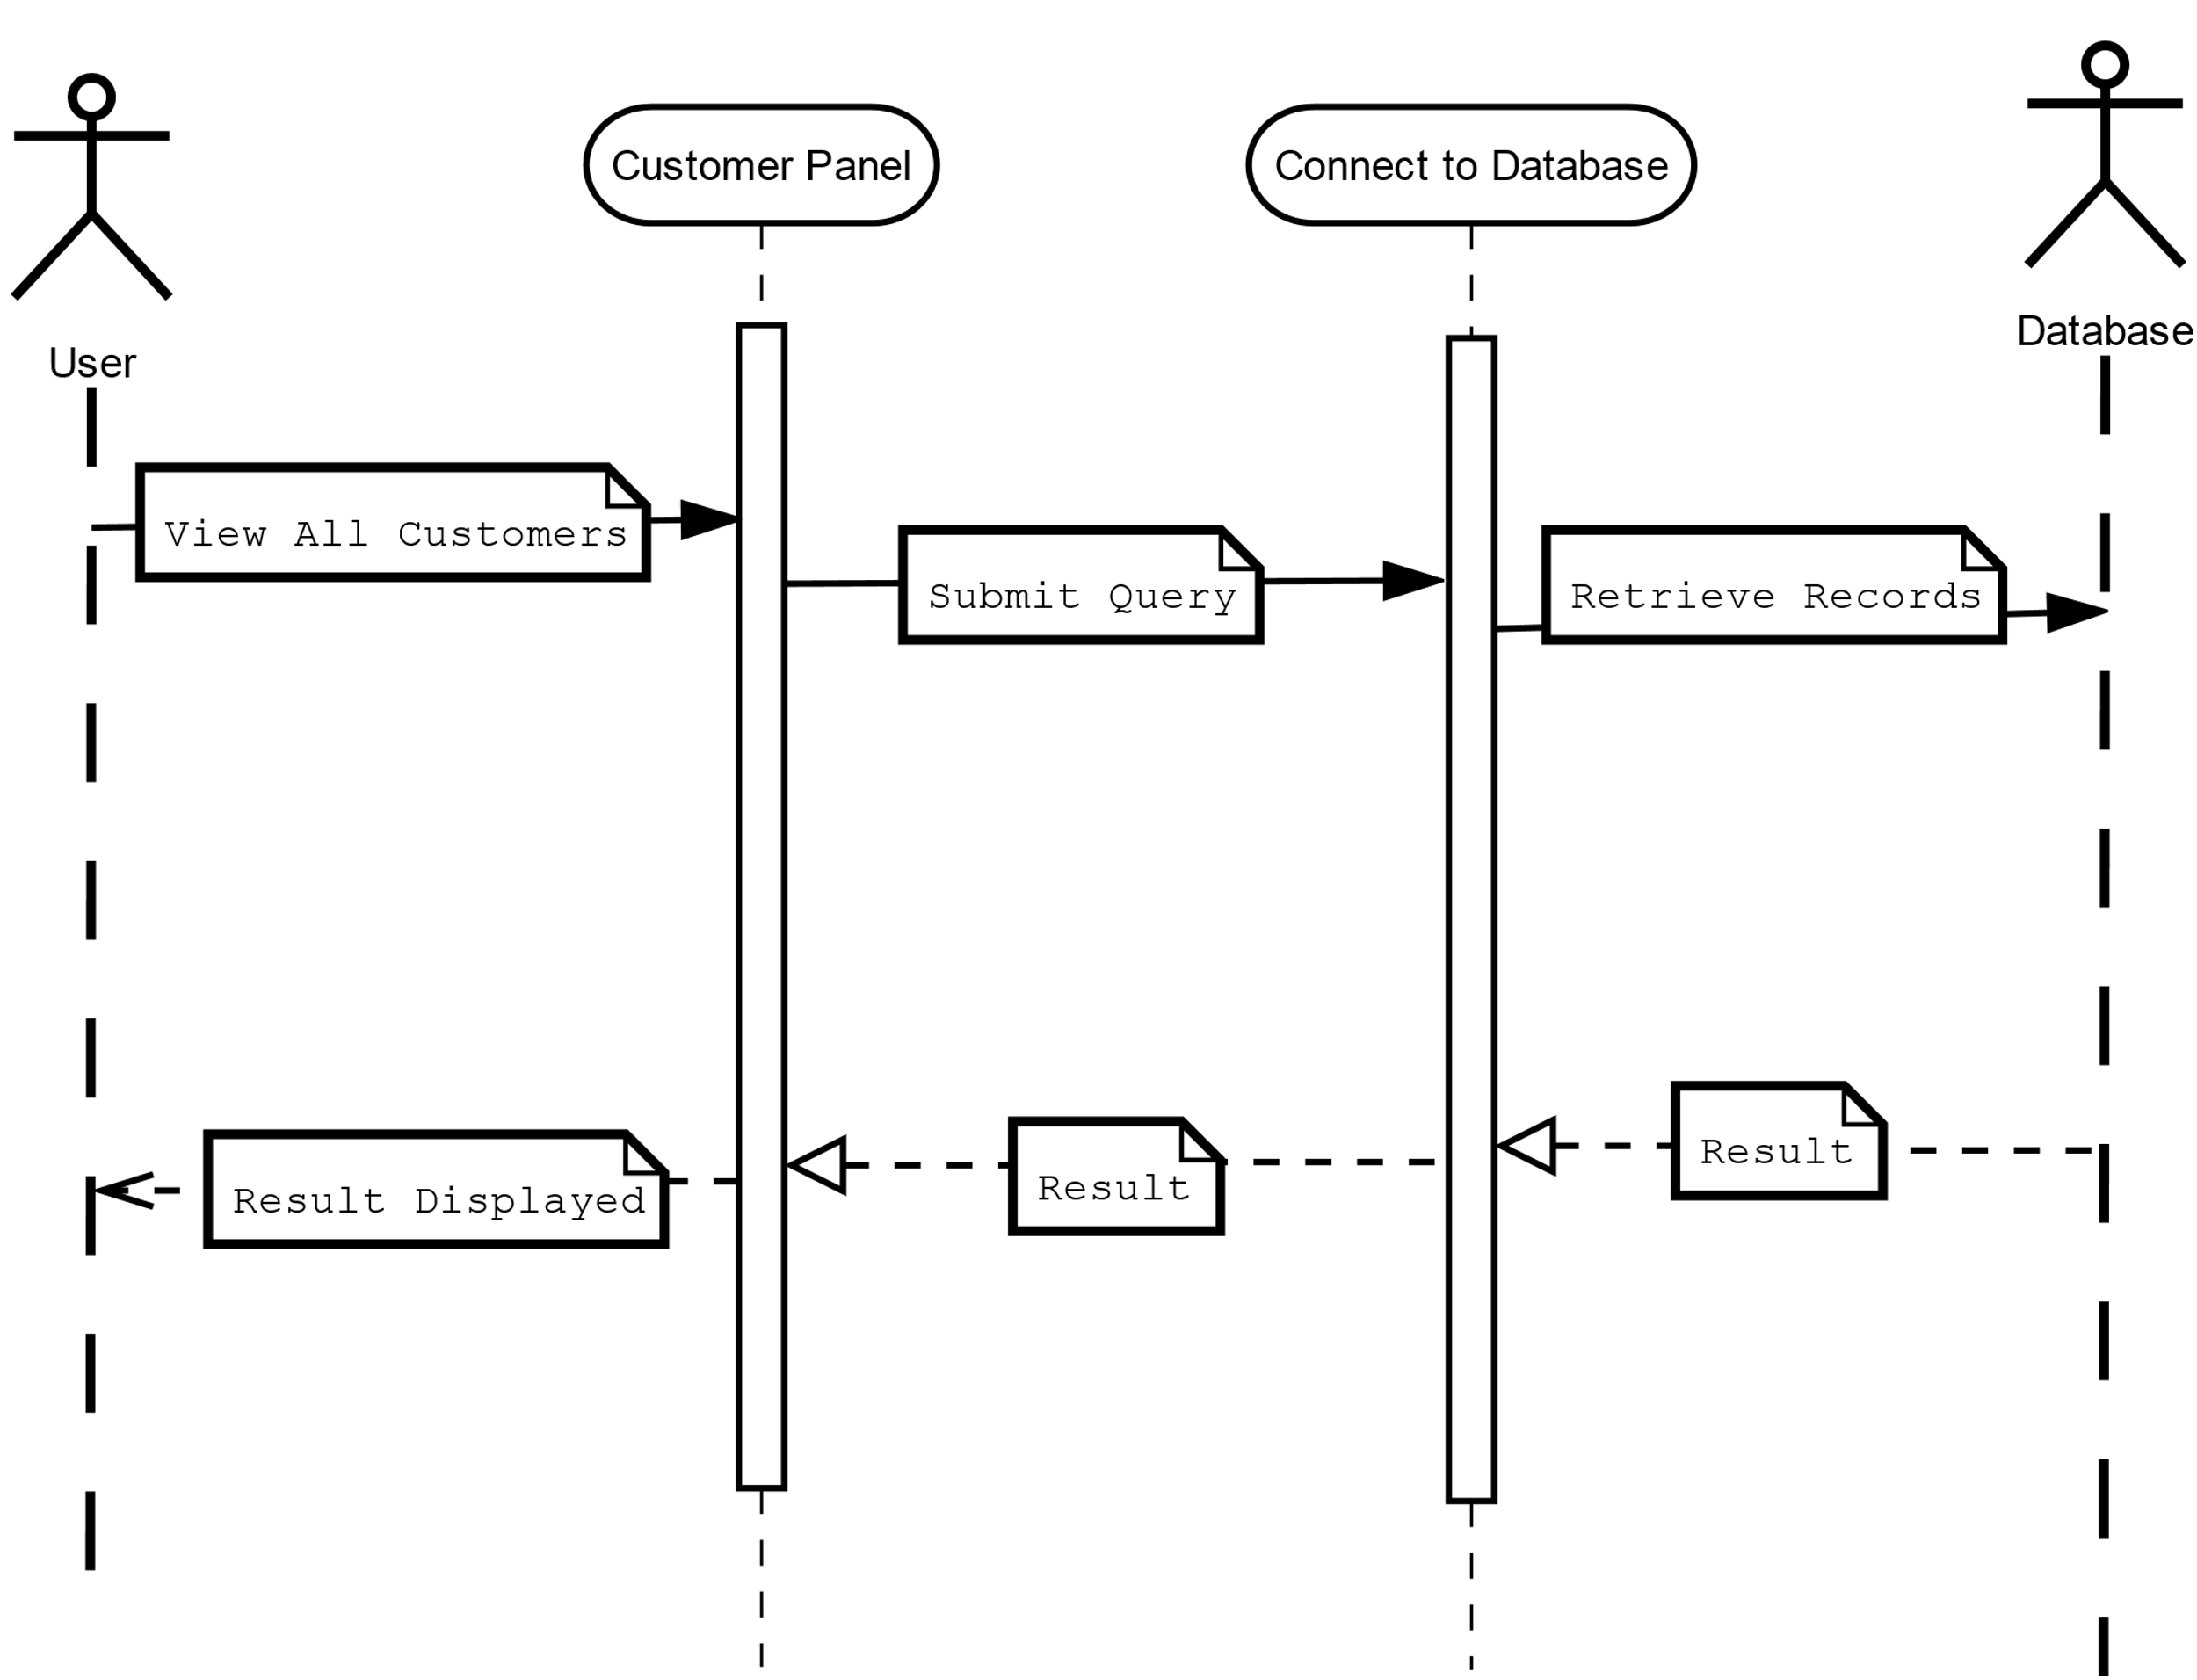 Customer Panel
Connect to Database
User
Database
View All Customers
Submit Query
Retrieve Records
Result Displayed
Result
Result